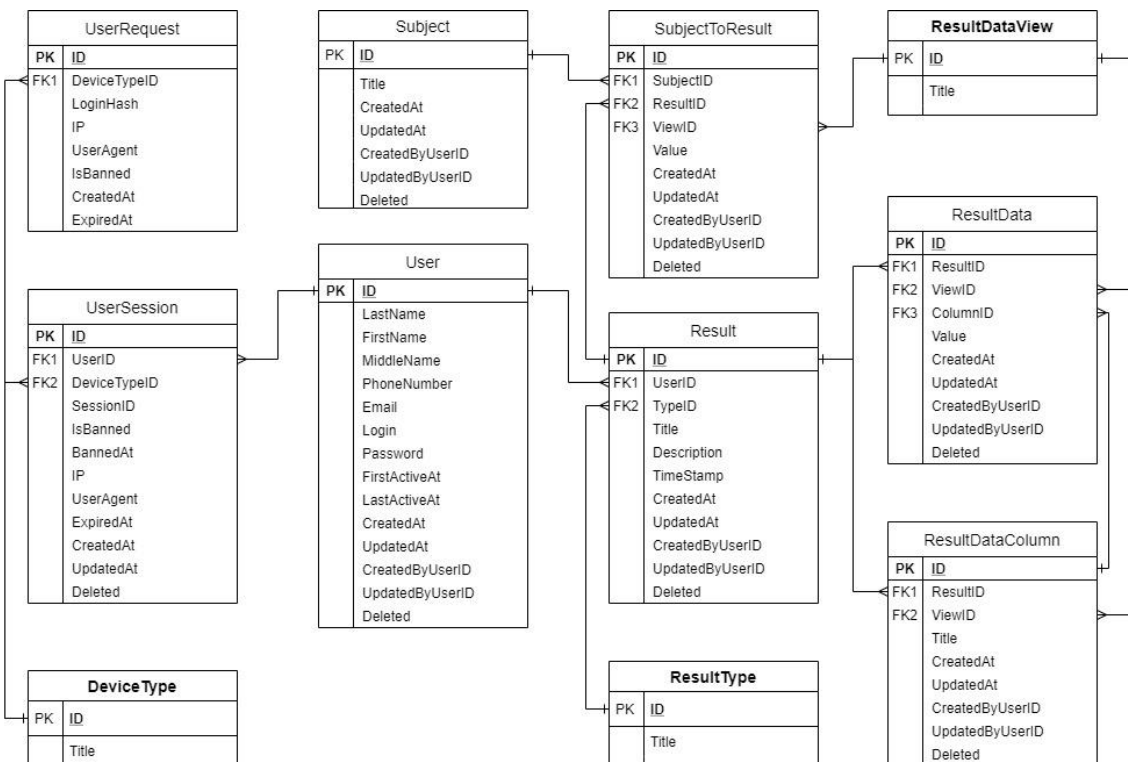 UserRequest
PK ID
FK1 DeviceTypeID
LoginHash
IP
UserAgent
IsBanned
CreatedAt
ExpiredAt
UserSession
PK ID
FK1 UserID
FK2 DeviceTypeID
SessionID
IsBanned
BannedAt
IP
UserAgent
ExpiredAt
CreatedAt
UpdatedAt
Deleted
DeviceType
PK ID
Title
Subject
PK ID
Title
CreatedAt
UpdatedAt
CreatedByUserID
UpdatedByUserID
Deleted
User
PK ID
LastName
FirstName
MiddleName
PhoneNumber
Email
Login
Password
FirstActiveAt
LastActiveAt
CreatedAt
UpdatedAt
CreatedByUserID
UpdatedByUserID
Deleted
SubjectToResult
PK ID
FK1 SubjectID
FK2 ResultID
FK3 ViewID
Value
CreatedAt
UpdatedAt
CreatedByUserID
UpdatedByUserID
Deleted
Result
PK ID
FK1 UserID
FK2 TypeID
Title
Description
TimeStamp
CreatedAt
UpdatedAt
CreatedByUserID
UpdatedByUserID
Deleted
ResultType
PK ID
Title
ResultDataView
PK ID
Title
ResultData
PK ID
FK1 ResultID
FK2 ViewID
FK3 ColumnID
Value
CreatedAt
UpdatedAt
CreatedByUserID
UpdatedByUserID
Deleted
ResultDataColumn
PK ID
FK1 ResultID
FK2 ViewID
Title
CreatedAt
UpdatedAt
CreatedByUserID
UpdatedByUserID
Deleted